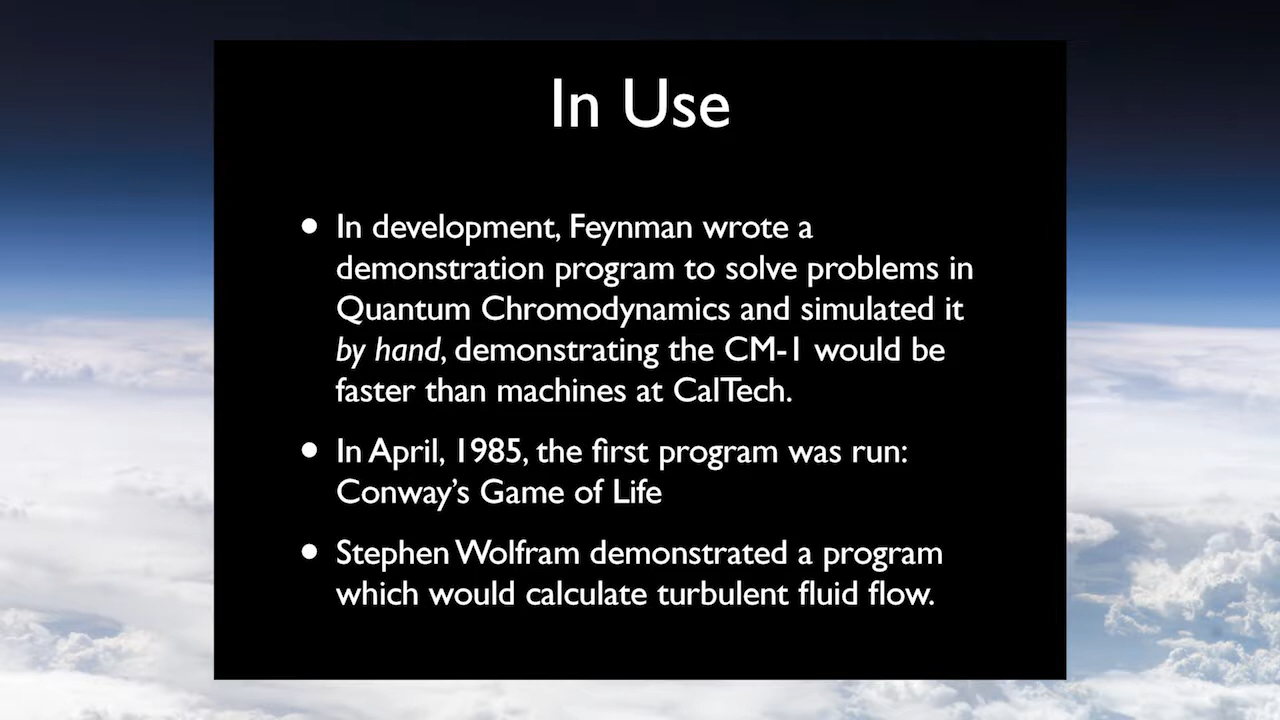 In Use
• In development, Feynman wrote a
demonstration program to solve problems in
Quantum Chromodynamics and simulated it
by hand, demonstrating the CM-1 would be
faster than machines at CalTech.
• In April, 1985, the first program was run:
Conway's Game of Life
• Stephen Wolfram demonstrated a program
which would calculate turbulent fluid flow.